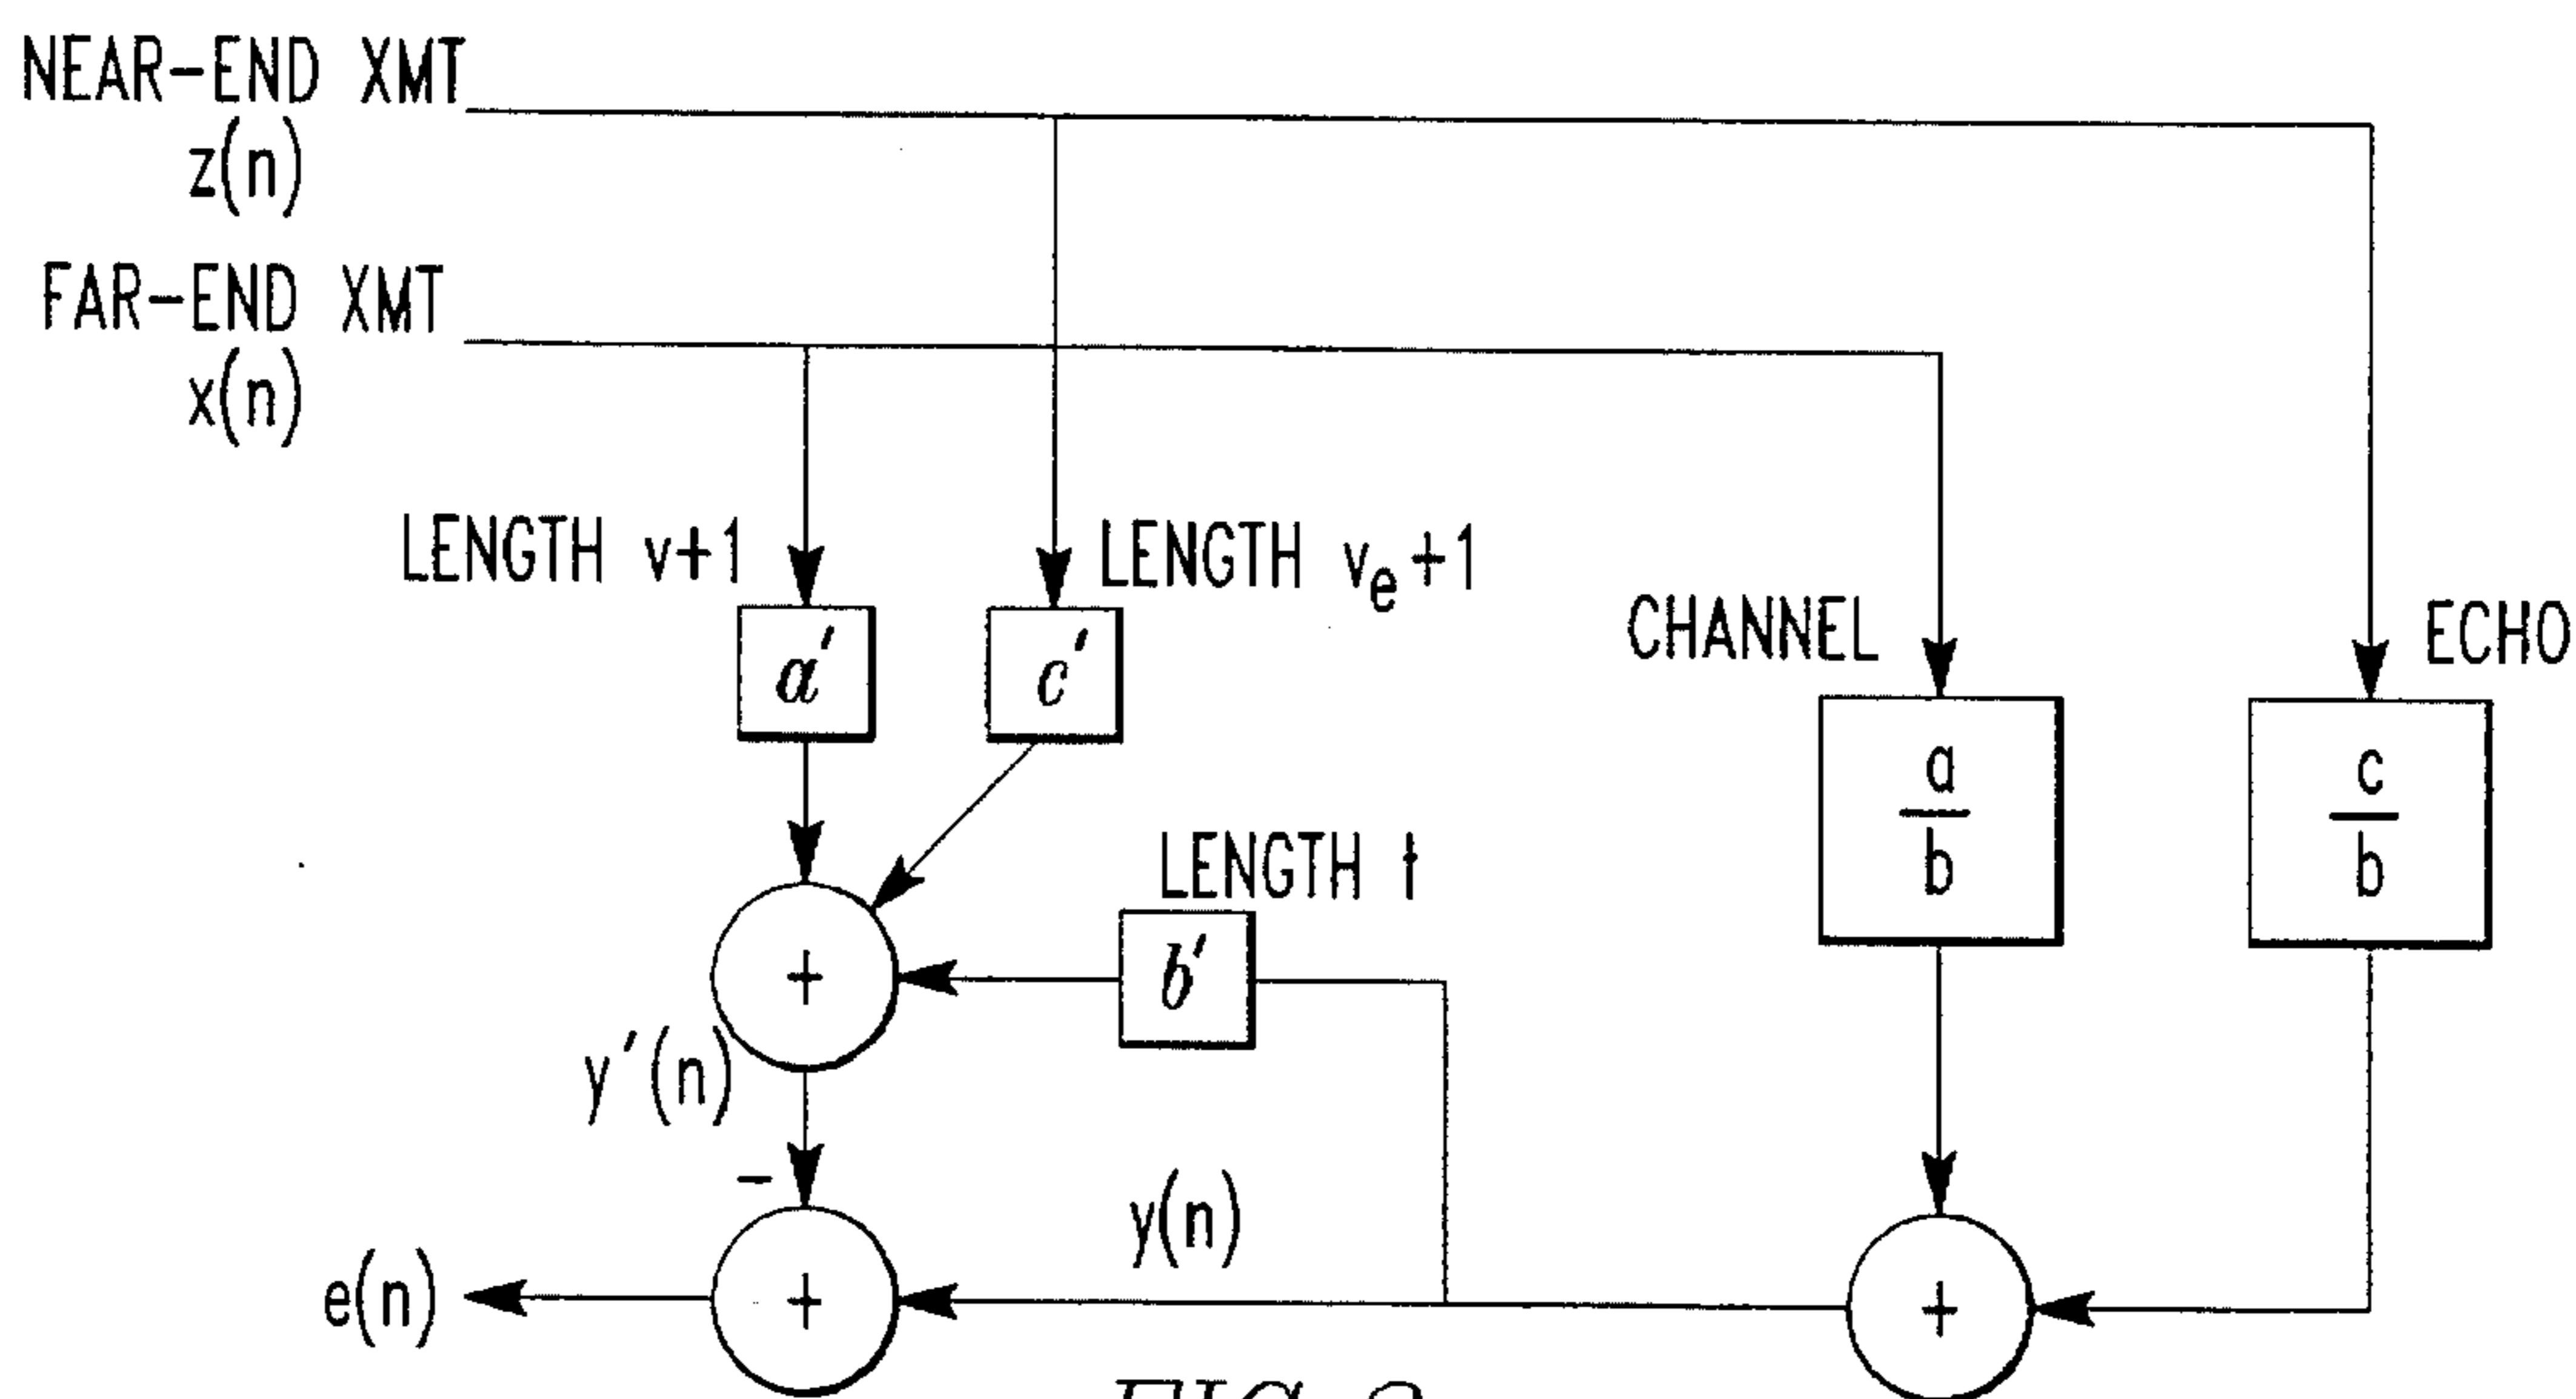 NEAR-END XMT
z(n)
FAR-END XMT
x(n)
LENGTH v+1
LENGTH vₑ+1
a'
c'
CHANNEL
ECHO
a
b
c
b
LENGTH t
+
b'
y'(n)
-
y(n)
e(n)
+
+